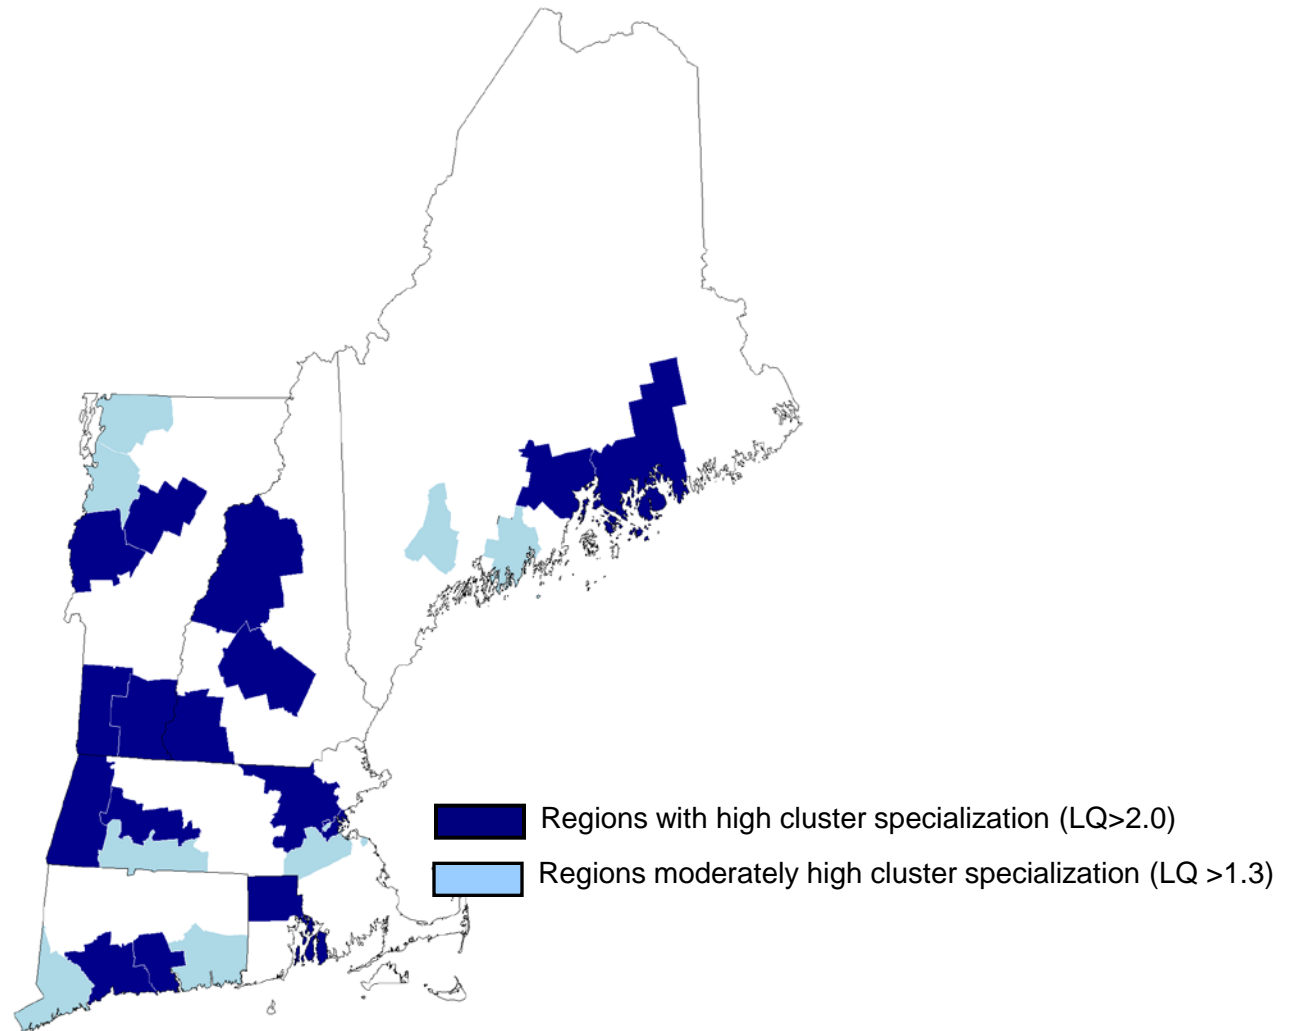 Regions with high cluster specialization (LQ>2.0)
Regions moderately high cluster specialization (LQ >1.3)